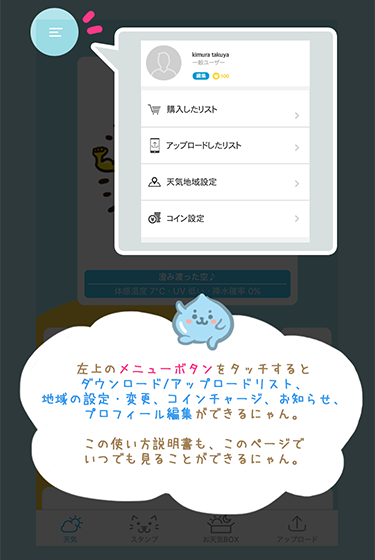 kimura takuya
一般ユーザー
編集 100
購入したリスト
アップロードしたリスト
天気地域設定
コイン設定
澄み渡った空♪
体感温度 7℃・UV 低い 降水確率 0%
左上のメニューボタンをタッチすると
ダウンロード/アップロードリスト、
地域の設定・変更、コインチャージ、お知らせ、
プロフィール編集ができるにゃん。
この使い方説明書も、このページで
いつでも見ることができるにゃん。
天気 スタンプ お天気BOX アップロード